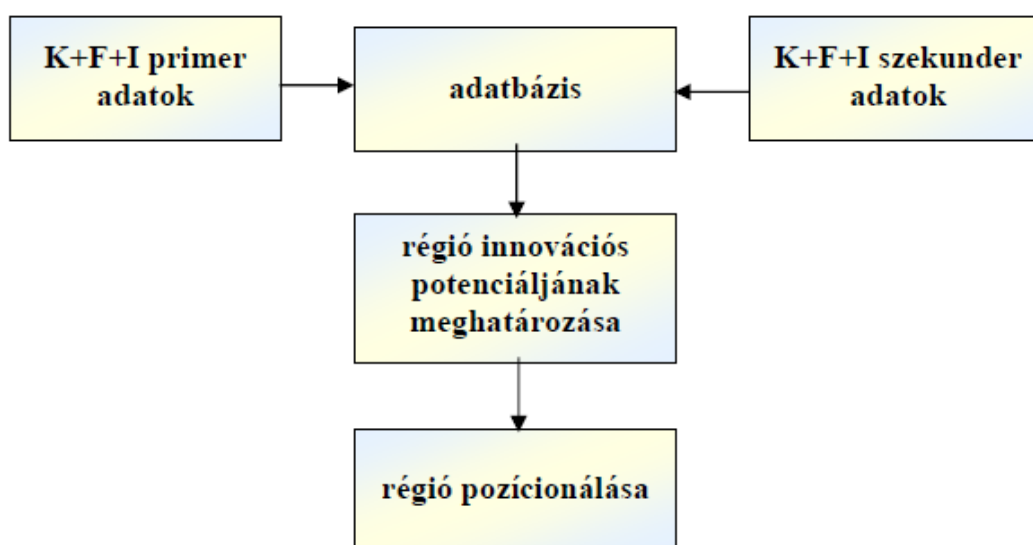 K+F+I primer
adatok
adatbázis
K+F+I szekunder
adatok
régió innovációs
potenciáljának
meghatározása
régió pozícionálása